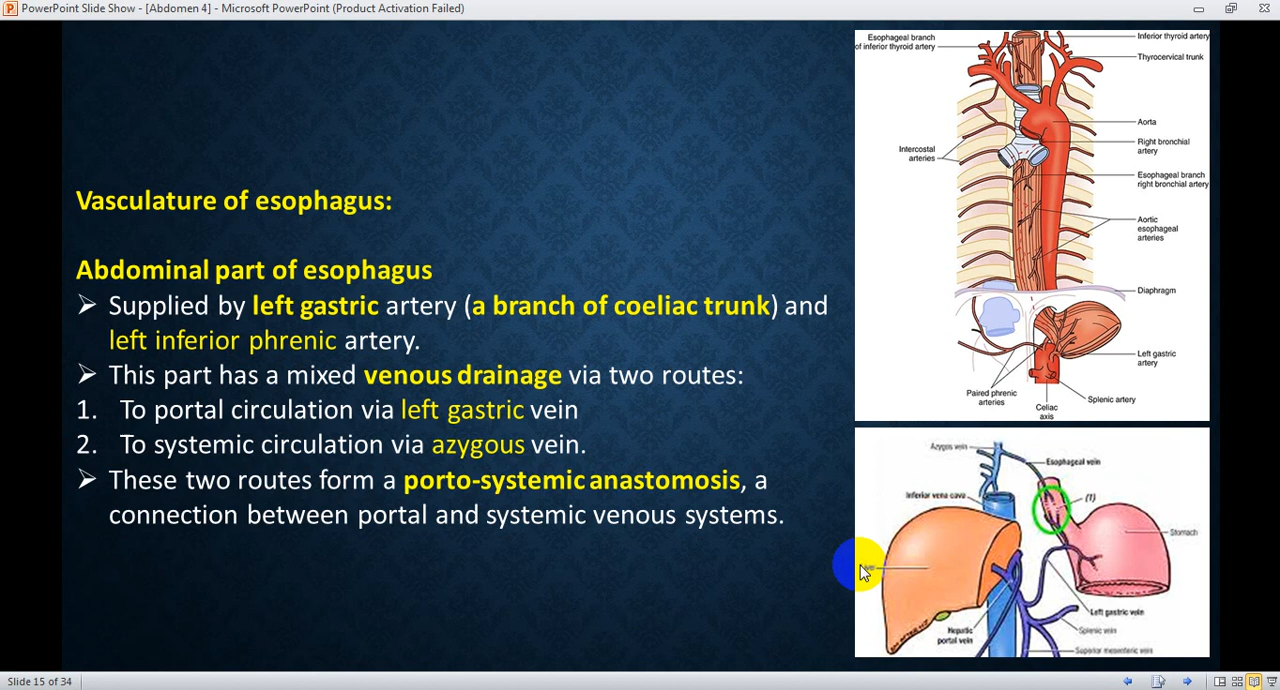 PowerPoint Slide Show - [Abdomen 4] - Microsoft PowerPoint (Product Activation Failed)
Vasculature of esophagus:
Abdominal part of esophagus
➢ Supplied by left gastric artery (a branch of coeliac trunk) and
left inferior phrenic artery.
➢ This part has a mixed venous drainage via two routes:
1. To portal circulation via left gastric vein
2. To systemic circulation via azygous vein.
➢ These two routes form a porto-systemic anastomosis, a
connection between portal and systemic venous systems.
Esophageal branch
of inferior thyroid artery
Inferior thyroid artery
Thyrocervical trunk
Aorta
Right bronchial
artery
Intercostal
arteries
Esophageal branch
right bronchial artery
Aortic
esophageal
arteries
Diaphragm
Left gastric
artery
Paired phrenic
arteries
Splenic artery
Celiac
axis
Azygos vein
Esophageal vein
Inferior vena cava
(1)
Stomach
Left gastric vein
Hepatic
portal vein
Splenic vein
Superior mesenteric vein
Slide 15 of 34